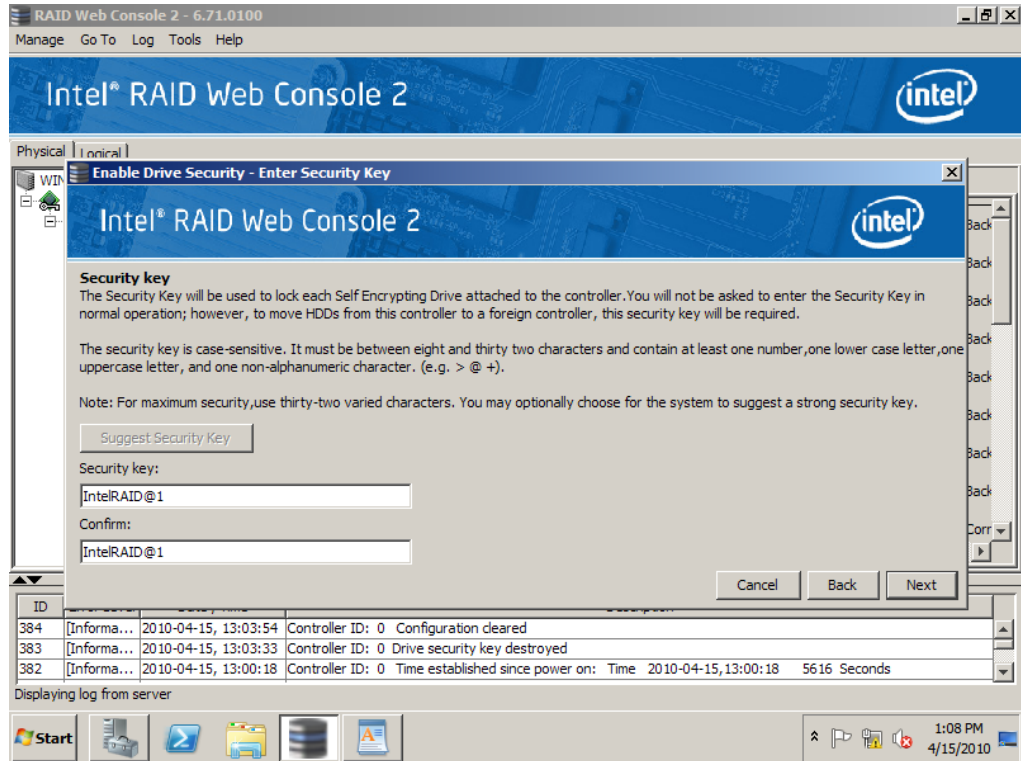 RAID Web Console 2 - 6.71.0100
Manage Go To Log Tools Help
Intel® RAID Web Console 2
intel
Physical Logical
Enable Drive Security - Enter Security Key
Intel® RAID Web Console 2
intel
Security key
The Security Key will be used to lock each Self Encrypting Drive attached to the controller.You will not be asked to enter the Security Key in
normal operation; however, to move HDDs from this controller to a foreign controller, this security key will be required.
The security key is case-sensitive. It must be between eight and thirty two characters and contain at least one number,one lower case letter,one
uppercase letter, and one non-alphanumeric character. (e.g. > @ +).
Note: For maximum security,use thirty-two varied characters. You may optionally choose for the system to suggest a strong security key.
Suggest Security Key
Security key:
IntelRAID@1
Confirm:
IntelRAID@1
Cancel Back Next
WIN
Back
Back
Back
Back
Back
Back
Back
Back
Corr
ID
384 [Informa... 2010-04-15, 13:03:54 Controller ID: 0 Configuration cleared
383 [Informa... 2010-04-15, 13:03:33 Controller ID: 0 Drive security key destroyed
382 [Informa... 2010-04-15, 13:00:18 Controller ID: 0 Time established since power on: Time 2010-04-15,13:00:18 5616 Seconds
Displaying log from server
Start
1:08 PM
4/15/2010